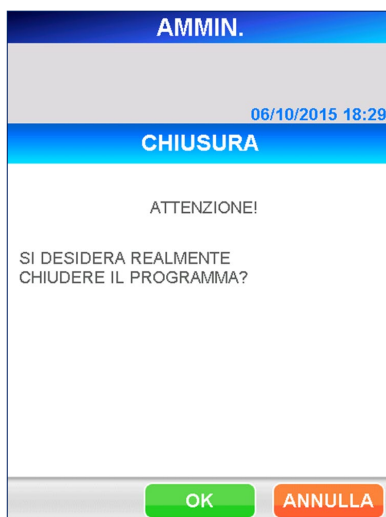 AMMIN.
06/10/2015 18:29
CHIUSURA
ATTENZIONE!
SI DESIDERA REALMENTE
CHIUDERE IL PROGRAMMA?
OK
ANNULLA